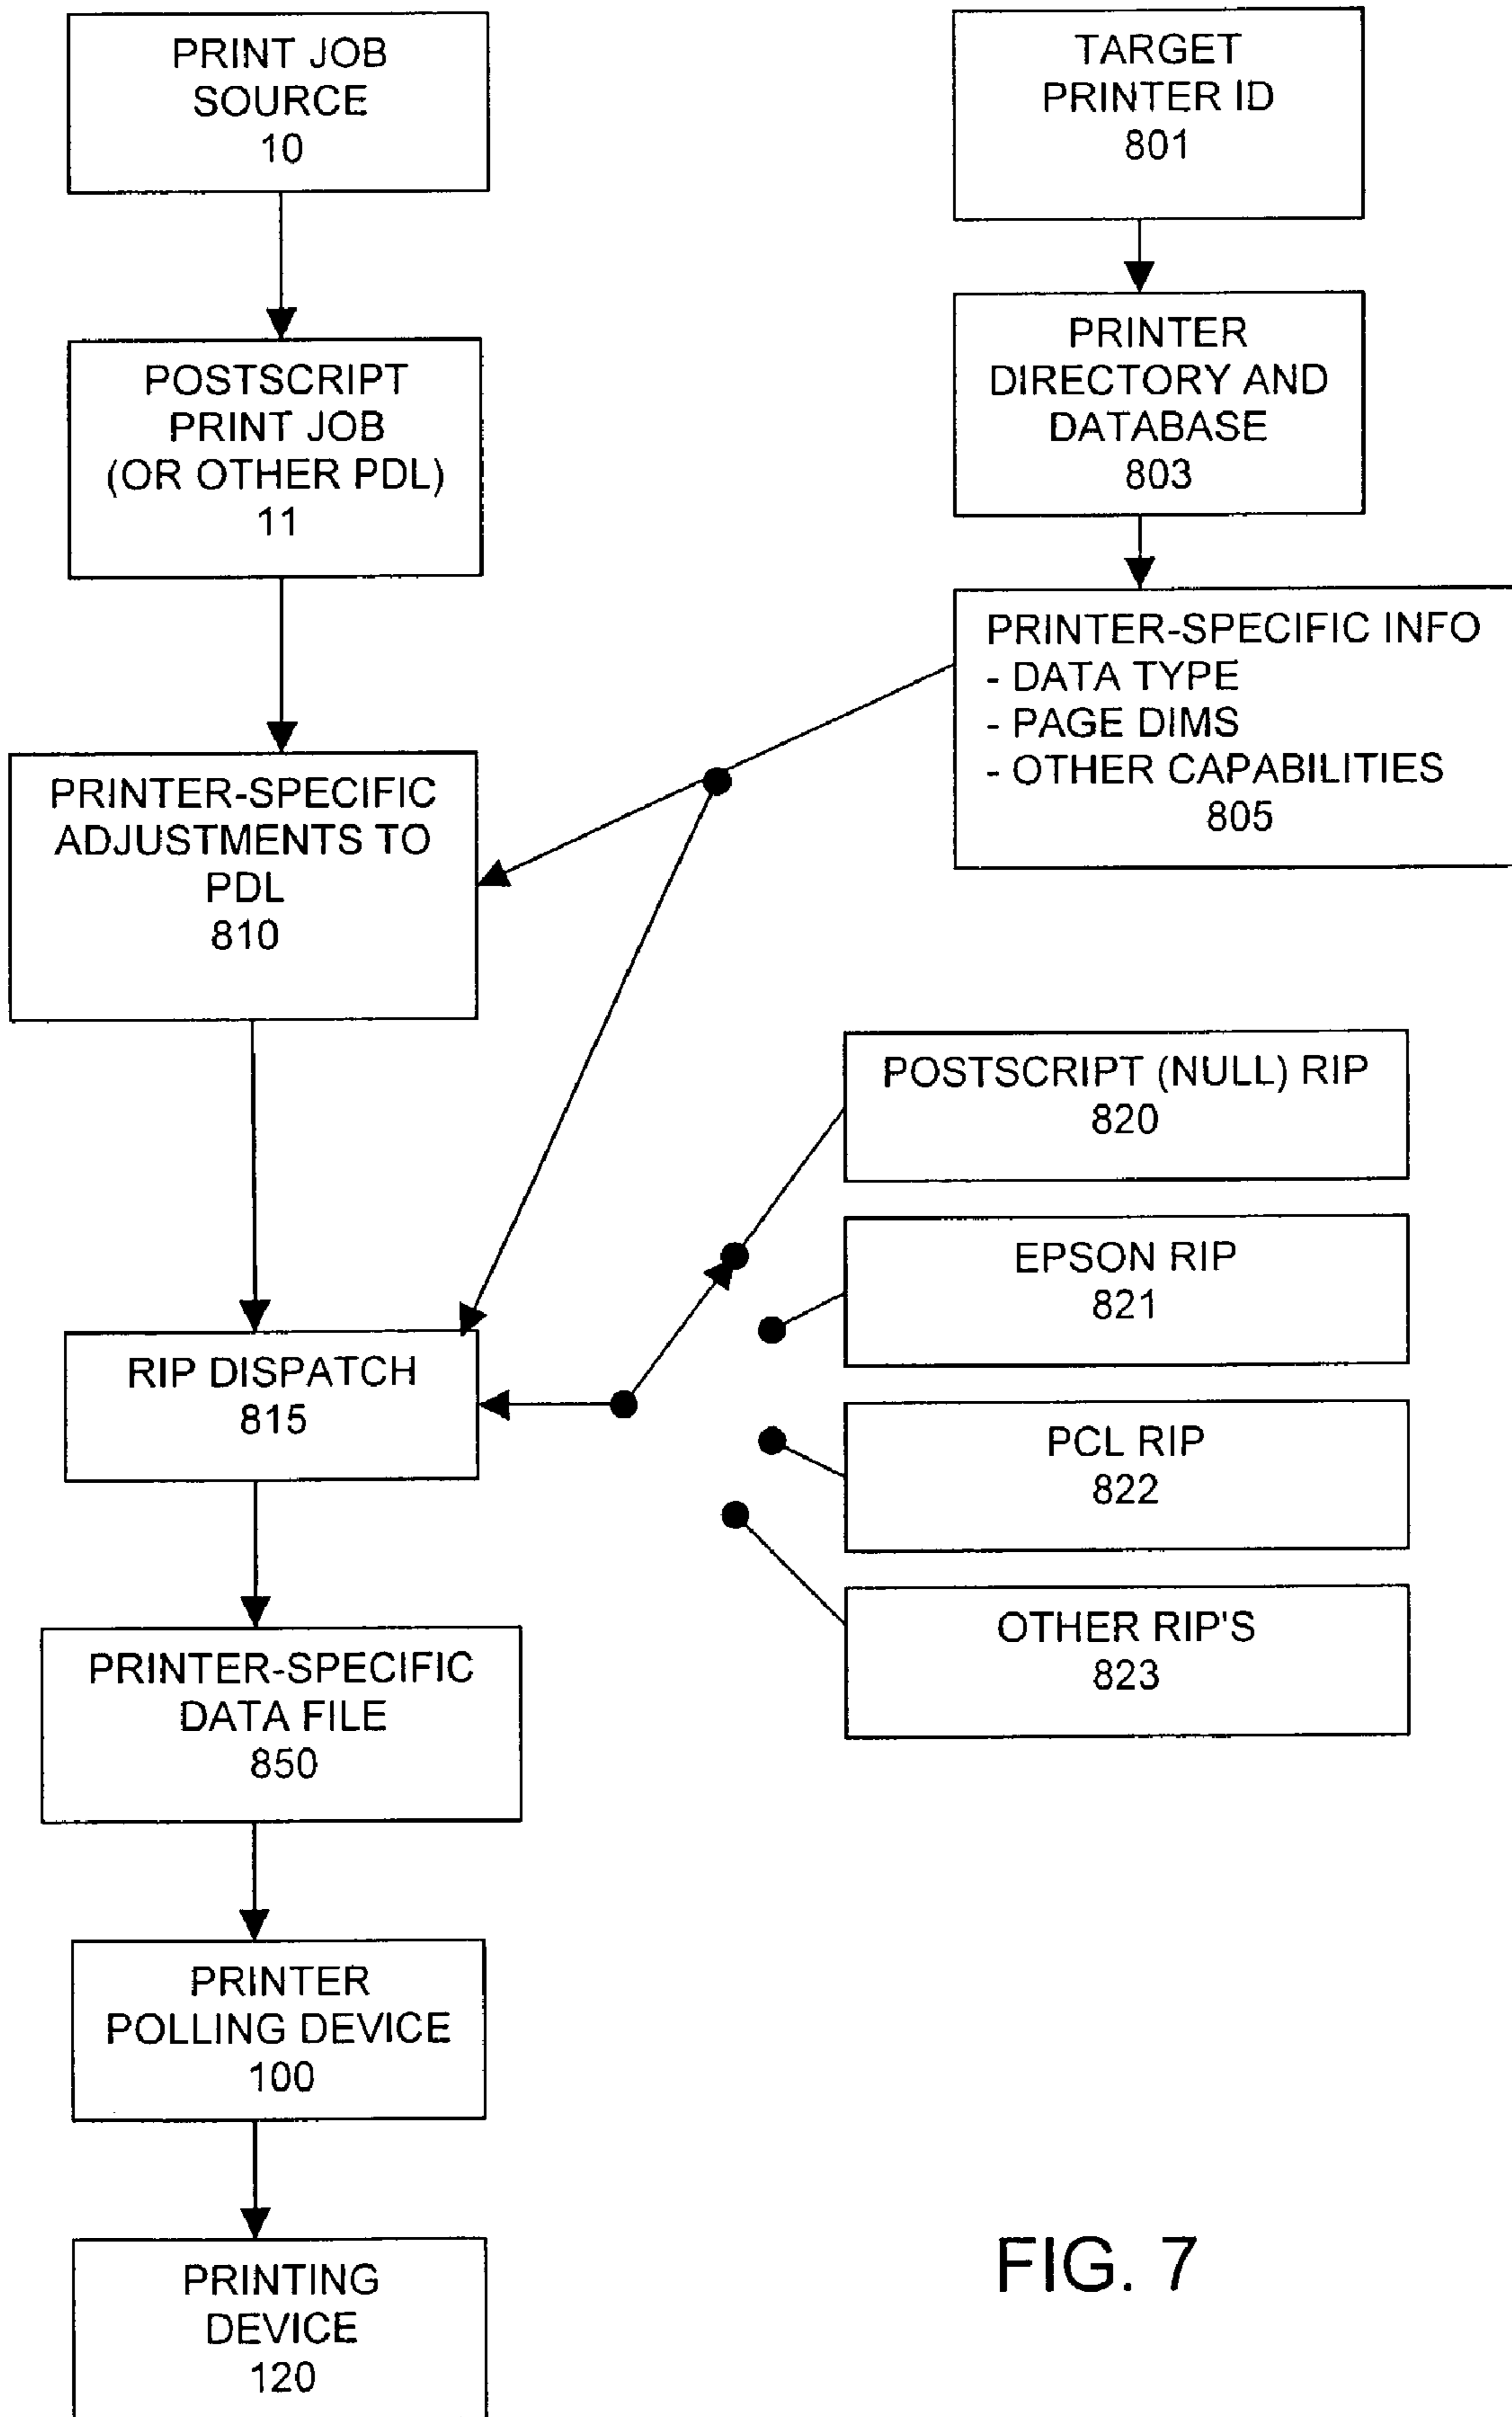 PRINT JOB
SOURCE
10
POSTSCRIPT
PRINT JOB
(OR OTHER PDL)
11
PRINTER-SPECIFIC
ADJUSTMENTS TO
PDL
810
RIP DISPATCH
815
PRINTER-SPECIFIC
DATA FILE
850
PRINTER
POLLING DEVICE
100
PRINTING
DEVICE
120
TARGET
PRINTER ID
801
PRINTER
DIRECTORY AND
DATABASE
803
PRINTER-SPECIFIC INFO
- DATA TYPE
- PAGE DIMS
- OTHER CAPABILITIES
805
POSTSCRIPT (NULL) RIP
820
EPSON RIP
821
PCL RIP
822
OTHER RIP'S
823
FIG. 7